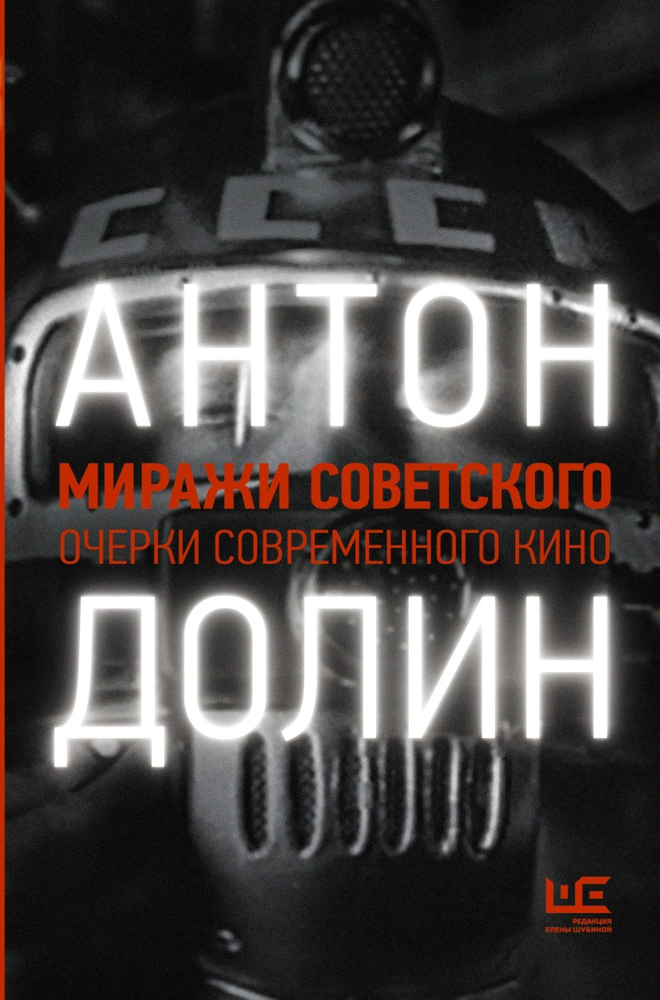 СССР
АНТОН
МИРАЖИ СОВЕТСКОГО
ОЧЕРКИ СОВРЕМЕННОГО КИНО
ДОЛИН
РЕДАКЦИЯ
ЕЛЕНЫ ШУБИНОЙ